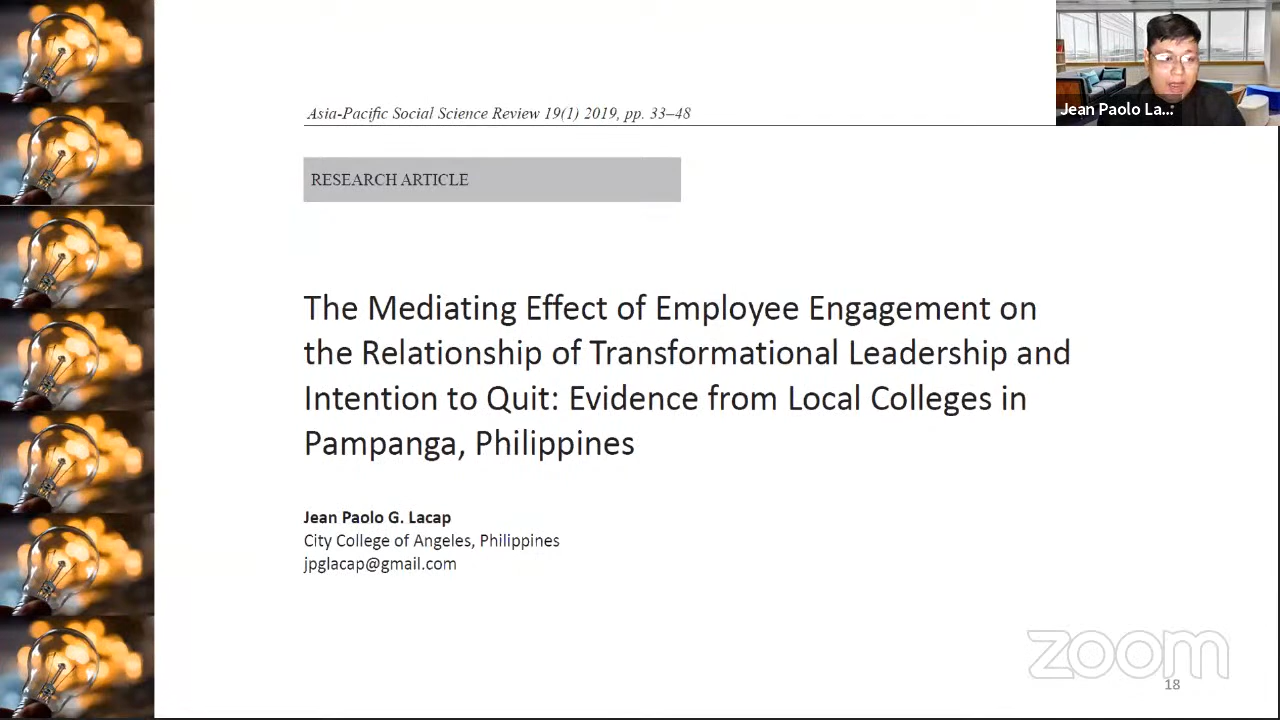 Jean Paolo La...
Asia-Pacific Social Science Review 19(1) 2019, pp. 33–48
RESEARCH ARTICLE
The Mediating Effect of Employee Engagement on
the Relationship of Transformational Leadership and
Intention to Quit: Evidence from Local Colleges in
Pampanga, Philippines
Jean Paolo G. Lacap
City College of Angeles, Philippines
jpglacap@gmail.com
zoom
18